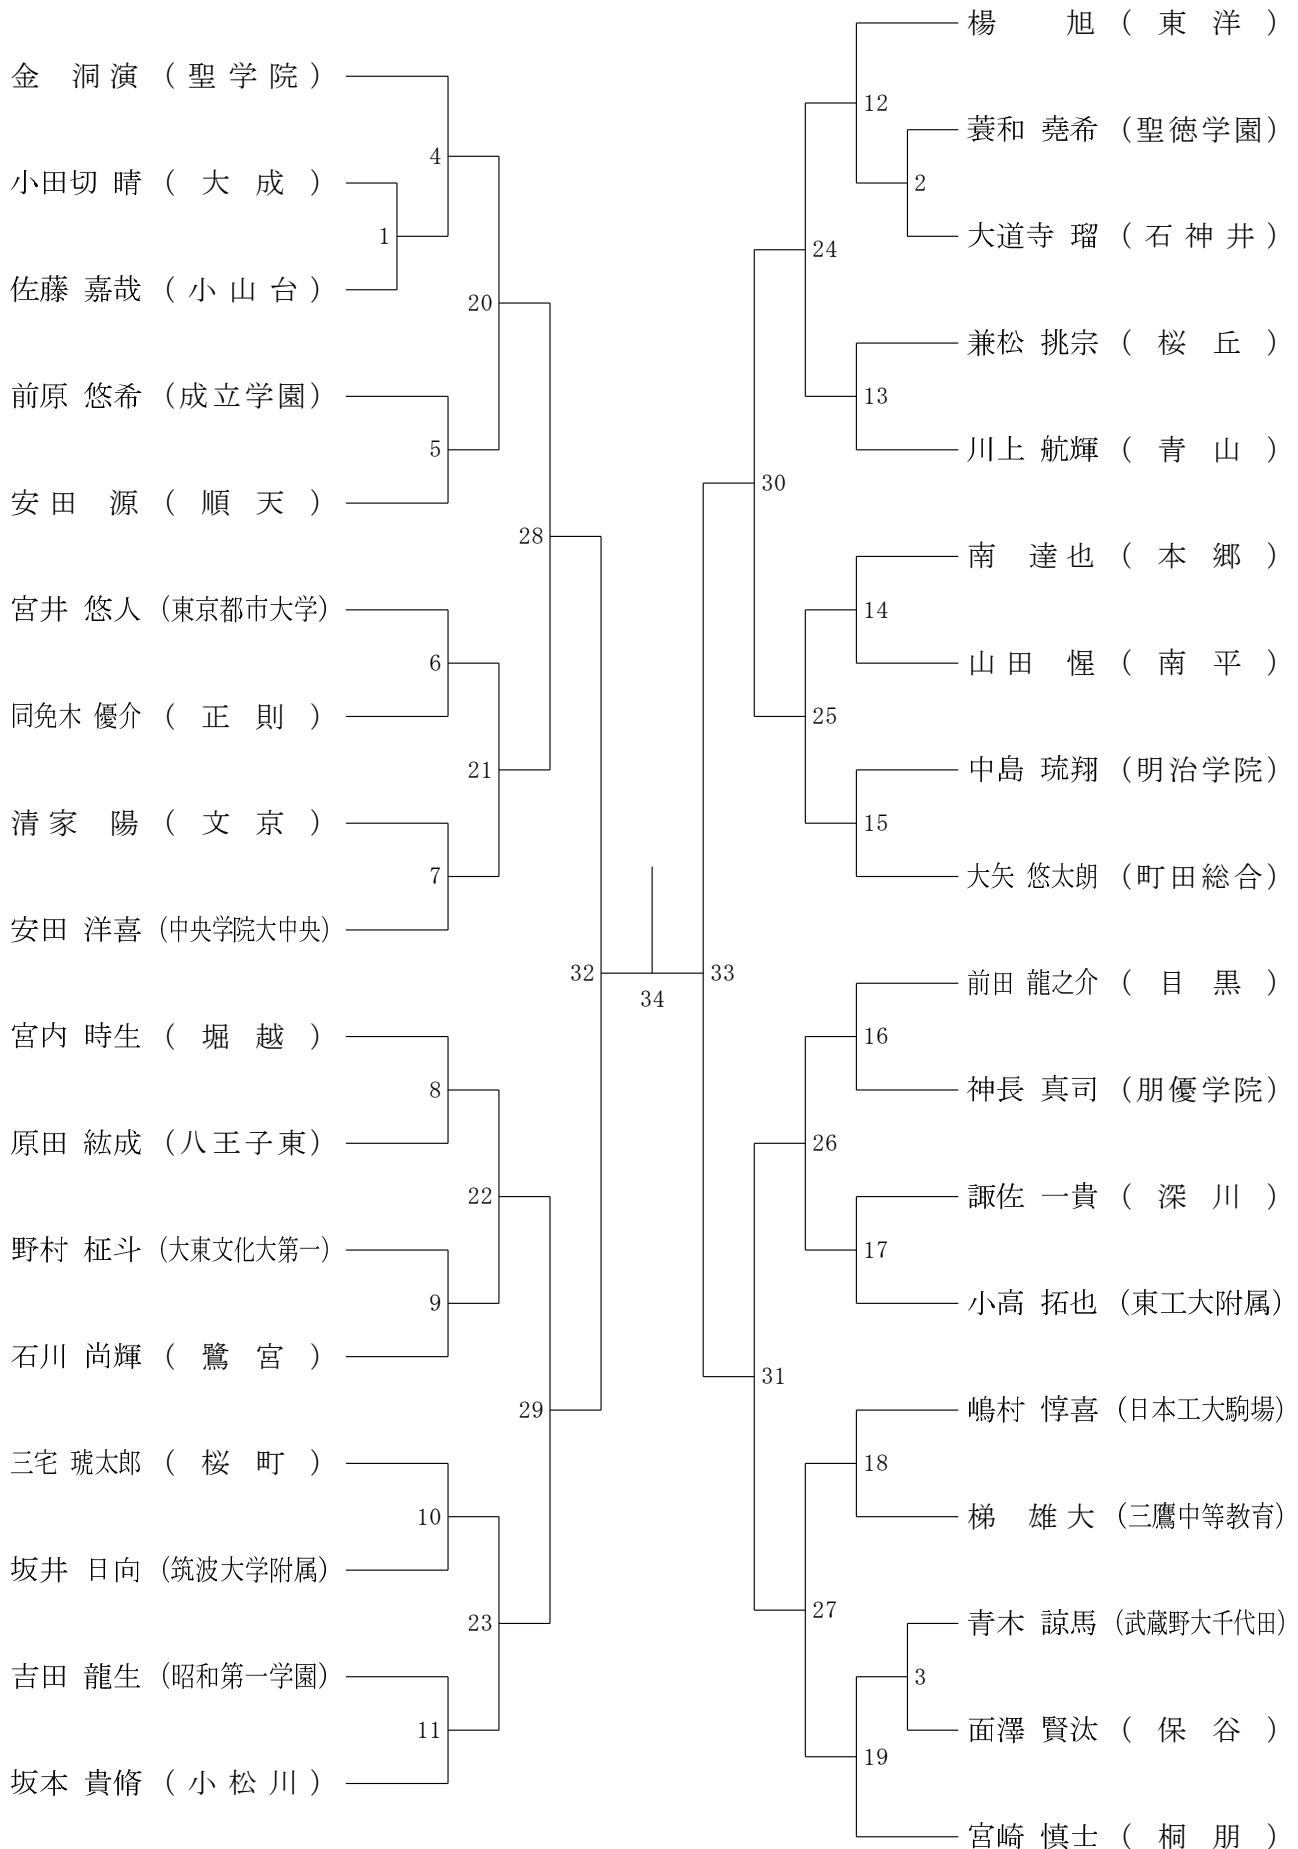 金 洞演 (聖学院)
4
小田切 晴 (大成)
1
佐藤 嘉哉 (小山台)
20
前原 悠希 (成立学園)
5
安田 源 (順天)
28
宮井 悠人 (東京都市大学)
6
同免木 優介 (正則)
21
清家 陽 (文京)
7
安田 洋喜 (中央学院大中央)
32
宮内 時生 (堀越)
8
原田 紘成 (八王子東)
22
野村 柾斗 (大東文化大第一)
9
石川 尚輝 (鷺宮)
29
三宅 琥太郎 (桜町)
10
坂井 日向 (筑波大学附属)
23
吉田 龍生 (昭和第一学園)
11
坂本 貴脩 (小松川)
34
楊 旭 (東洋)
12
蓑和 堯希 (聖徳学園)
2
大道寺 瑠 (石神井)
24
兼松 挑宗 (桜丘)
13
川上 航輝 (青山)
30
南 達也 (本郷)
14
山田 惺 (南平)
25
中島 琉翔 (明治学院)
15
大矢 悠太朗 (町田総合)
33
前田 龍之介 (目黒)
16
神長 真司 (朋優学院)
26
諏佐 一貴 (深川)
17
小高 拓也 (東工大附属)
31
嶋村 惇喜 (日本工大駒場)
18
梯 雄大 (三鷹中等教育)
27
青木 諒馬 (武蔵野大千代田)
3
面澤 賢汰 (保谷)
19
宮崎 慎士 (桐朋)